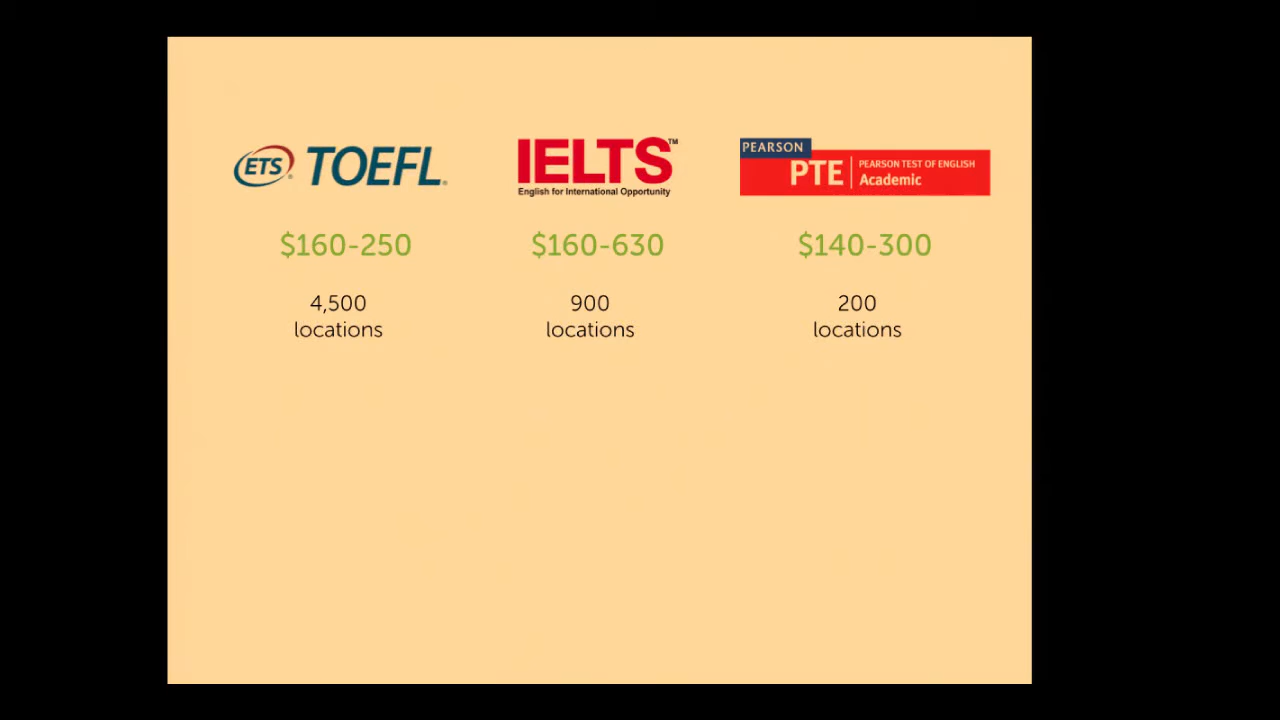 ETS TOEFL
IELTS™
English for International Opportunity
PEARSON
PTE
PEARSON TEST OF ENGLISH
Academic
$160-250
$160-630
$140-300
4,500
locations
900
locations
200
locations